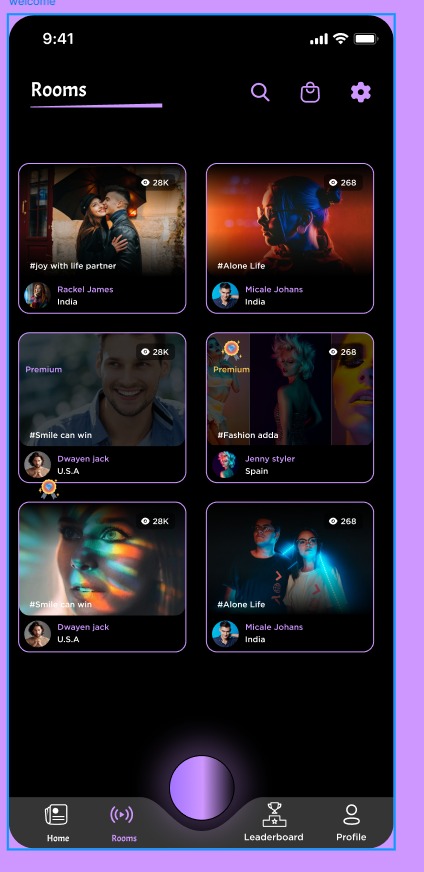 welcome
9:41
Rooms
28K
#joy with life partner
Rackel James
India
268
#Alone Life
Micale Johans
India
28K
Premium
#Smile can win
Dwayen jack
U.S.A
268
Premium
#Fashion adda
Jenny styler
Spain
28K
#Smile can win
Dwayen jack
U.S.A
268
#Alone Life
Micale Johans
India
Home
Rooms
Leaderboard
Profile